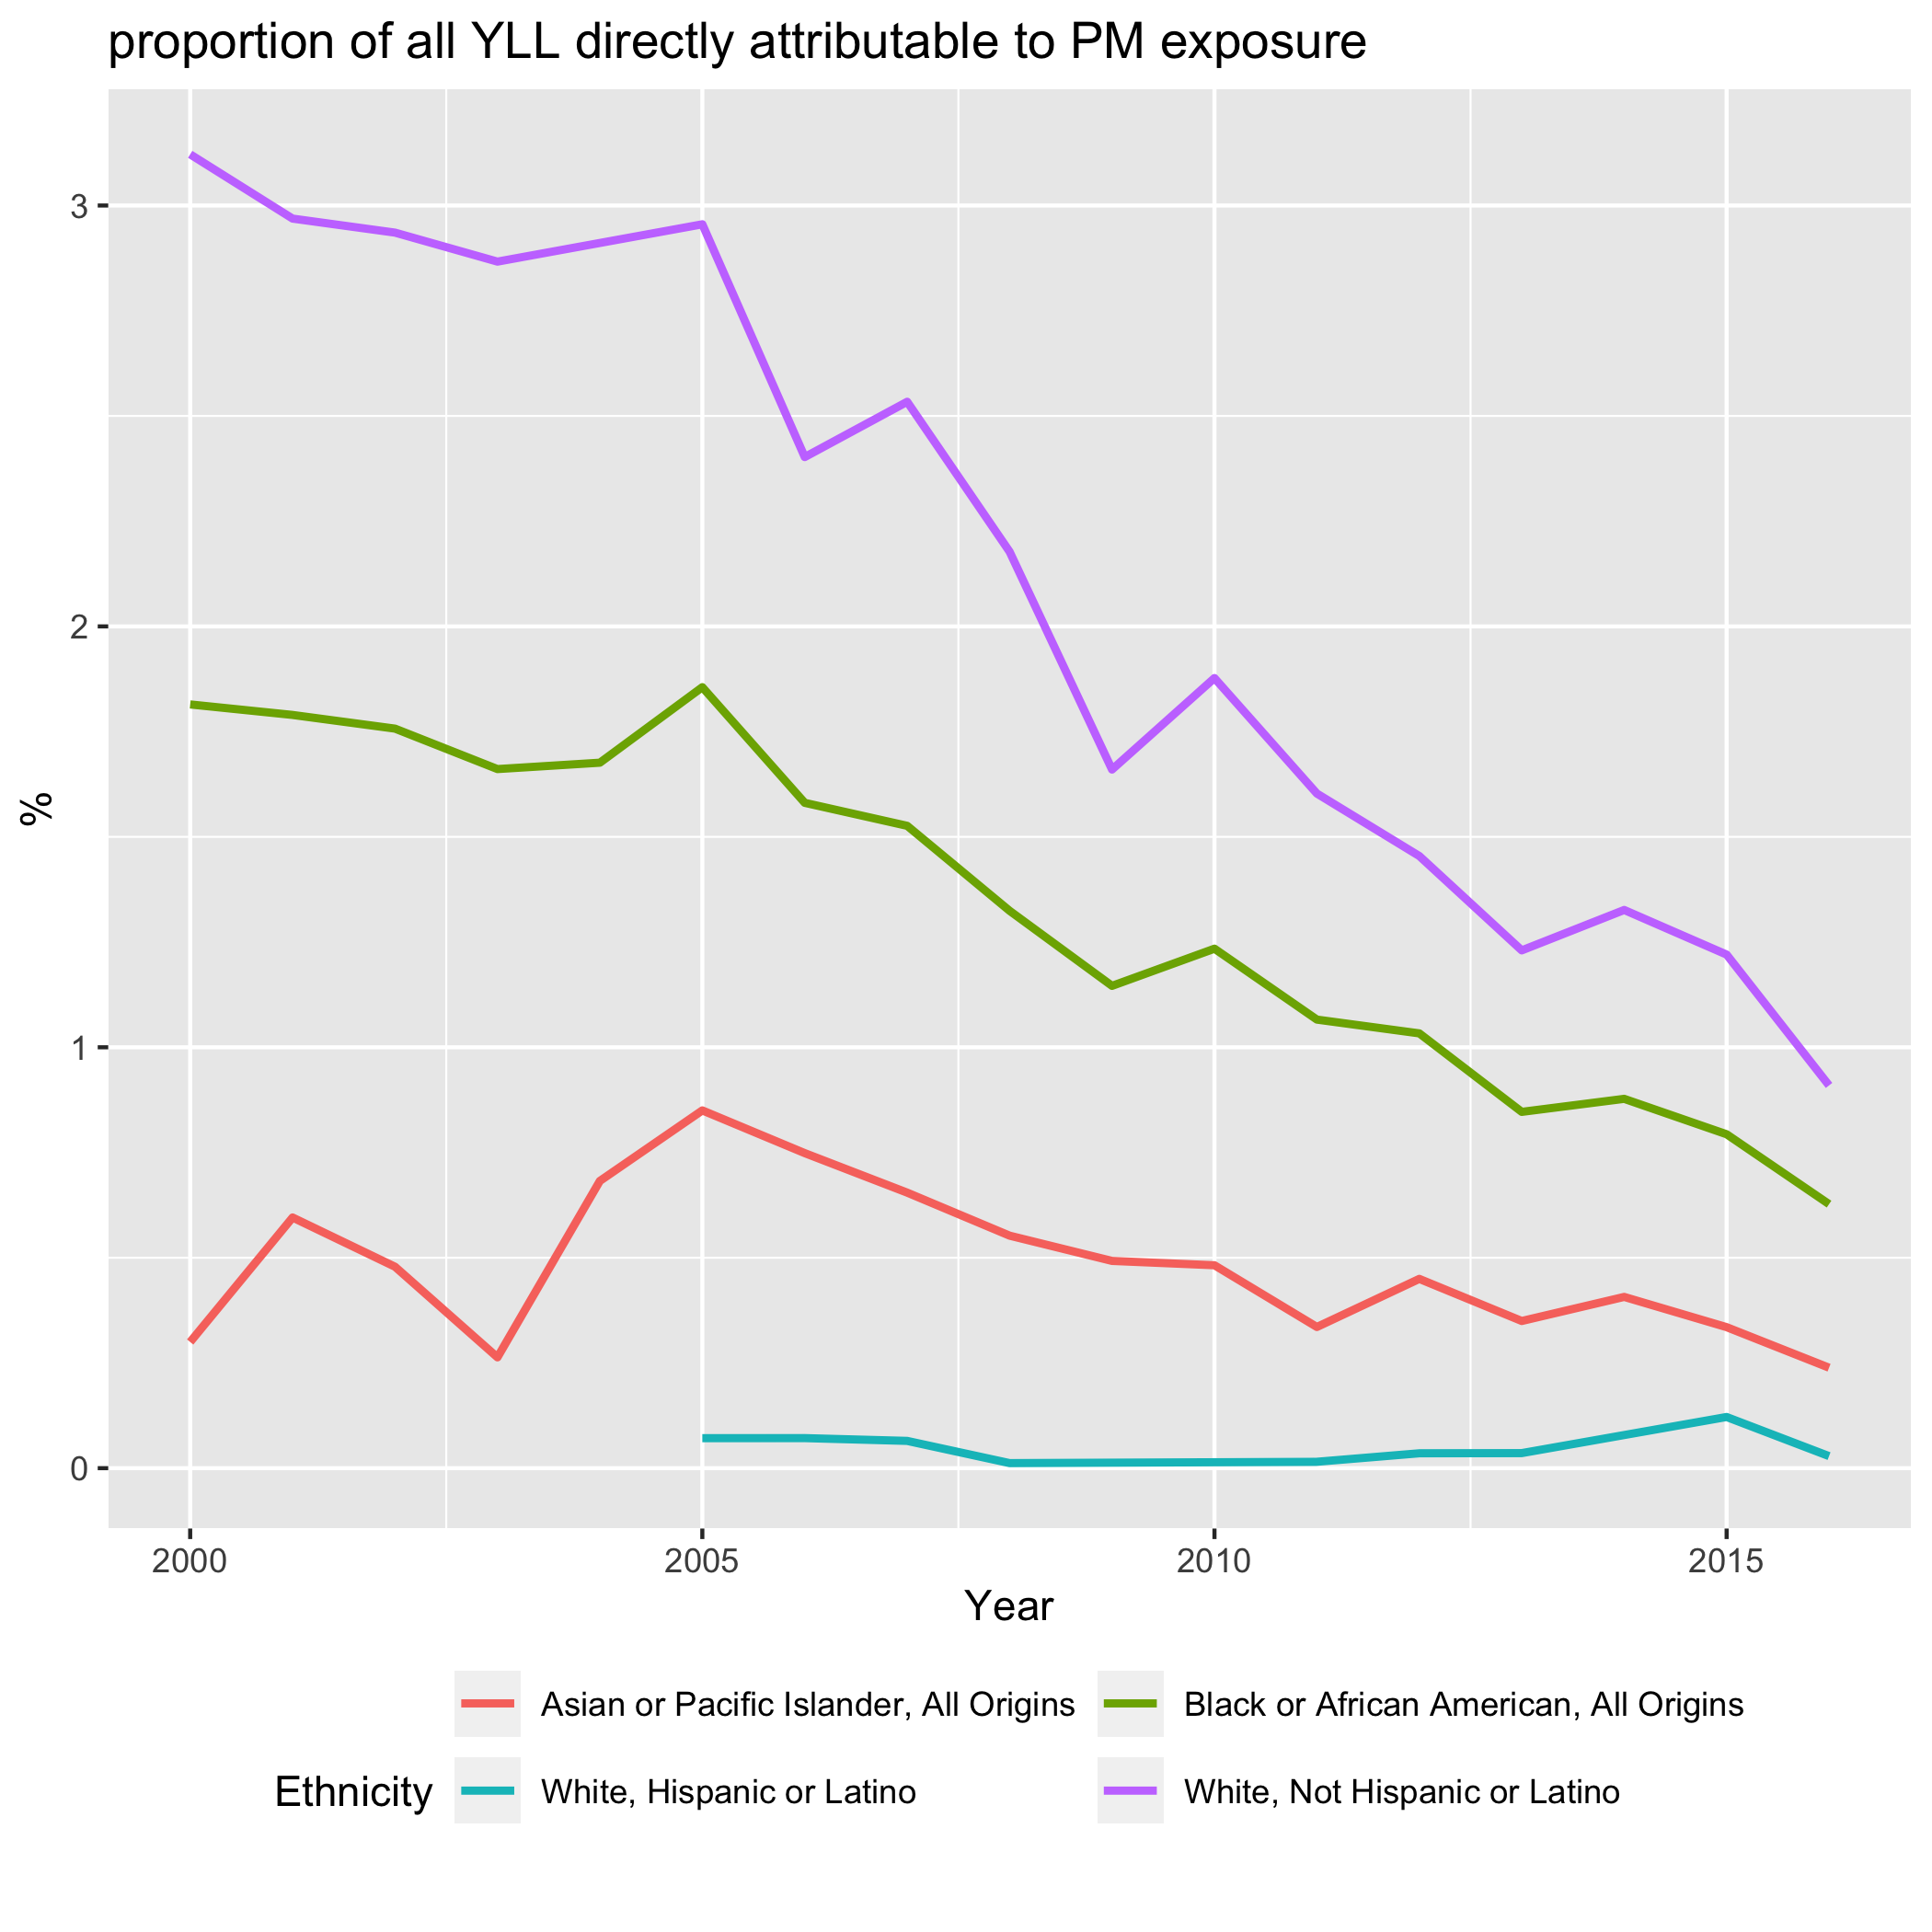 proportion of all YLL directly attributable to PM exposure
3
2
1
0
%
2000 2005 2010 2015
Year
Ethnicity
Asian or Pacific Islander, All Origins
Black or African American, All Origins
White, Hispanic or Latino
White, Not Hispanic or Latino